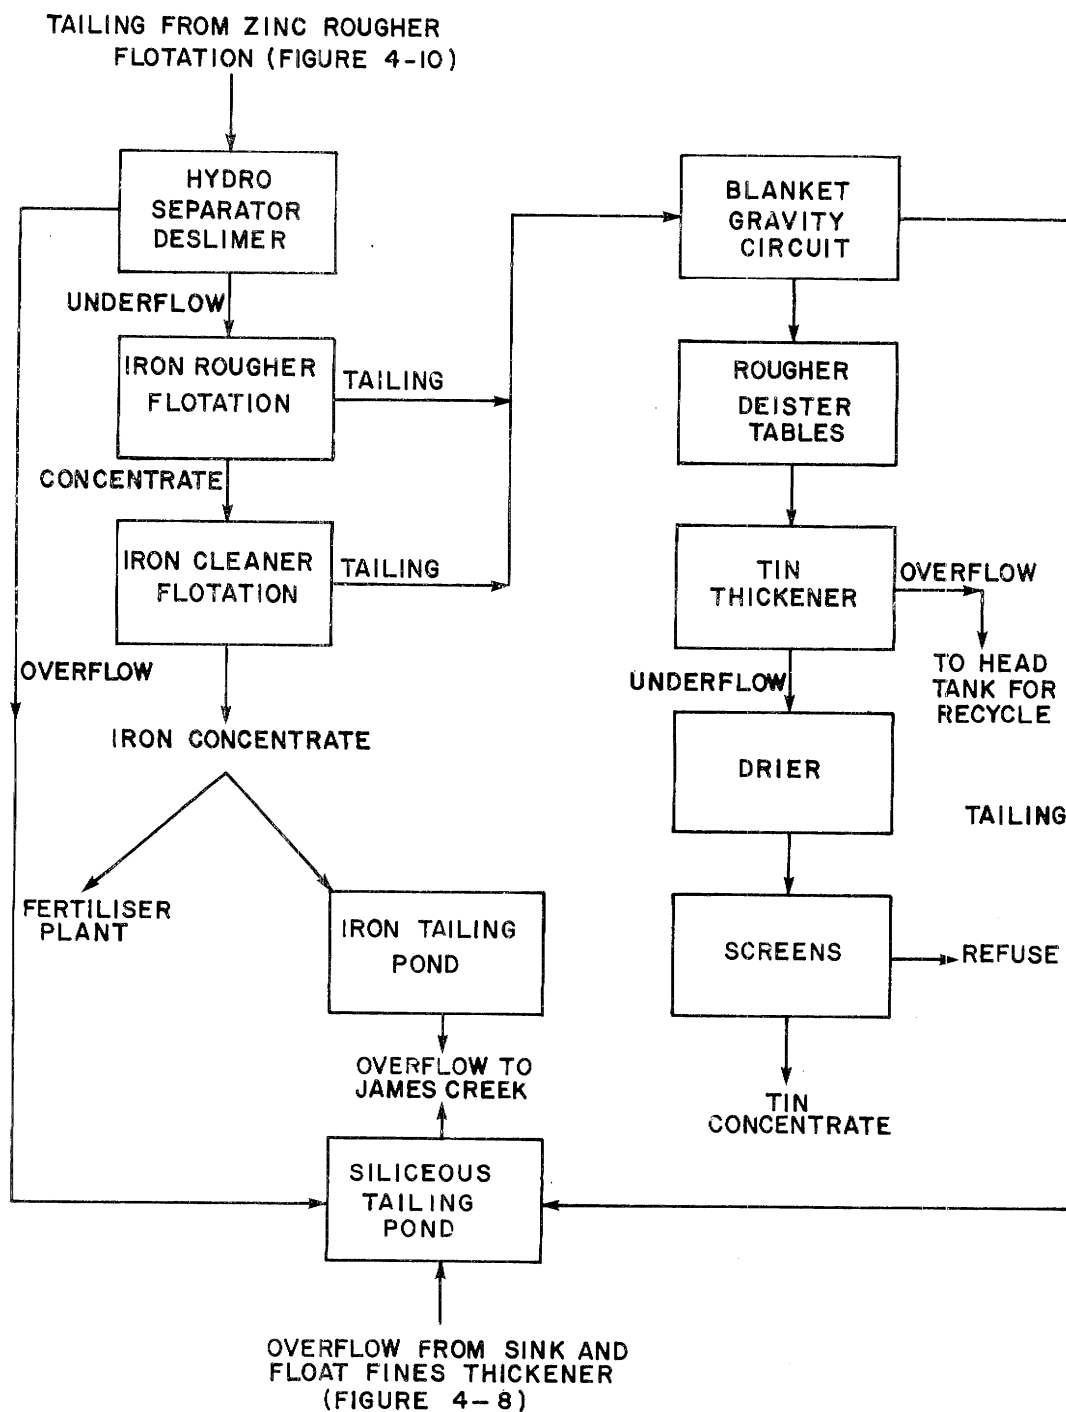 TAILING FROM ZINC ROUGHER
FLOTATION (FIGURE 4-10)
HYDRO
SEPARATOR
DESLIMER
UNDERFLOW
IRON ROUGHER
FLOTATION
TAILING
CONCENTRATE
IRON CLEANER
FLOTATION
TAILING
OVERFLOW
IRON CONCENTRATE
FERTILISER
PLANT
IRON TAILING
POND
OVERFLOW TO
JAMES CREEK
SILICEOUS
TAILING
POND
OVERFLOW FROM SINK AND
FLOAT FINES THICKENER
(FIGURE 4-8)
BLANKET
GRAVITY
CIRCUIT
ROUGHER
DEISTER
TABLES
TIN
THICKENER
OVERFLOW
TO HEAD
TANK FOR
RECYCLE
UNDERFLOW
DRIER
TAILING
SCREENS
REFUSE
TIN
CONCENTRATE